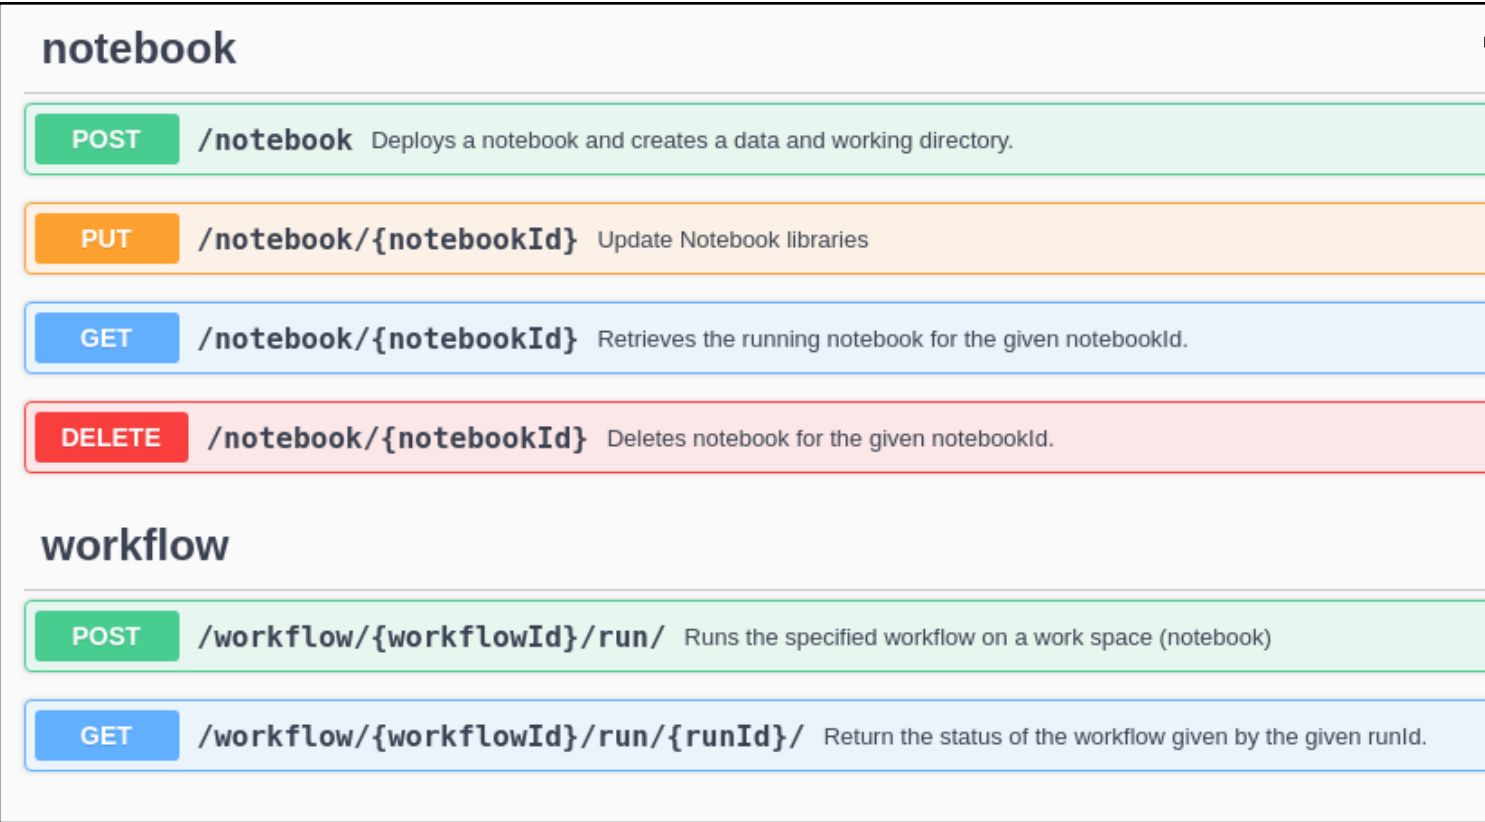 notebook
POST /notebook Deploys a notebook and creates a data and working directory.
PUT /notebook/{notebookId} Update Notebook libraries
GET /notebook/{notebookId} Retrieves the running notebook for the given notebookId.
DELETE /notebook/{notebookId} Deletes notebook for the given notebookId.
workflow
POST /workflow/{workflowId}/run/ Runs the specified workflow on a work space (notebook)
GET /workflow/{workflowId}/run/{runId}/ Return the status of the workflow given by the given runId.